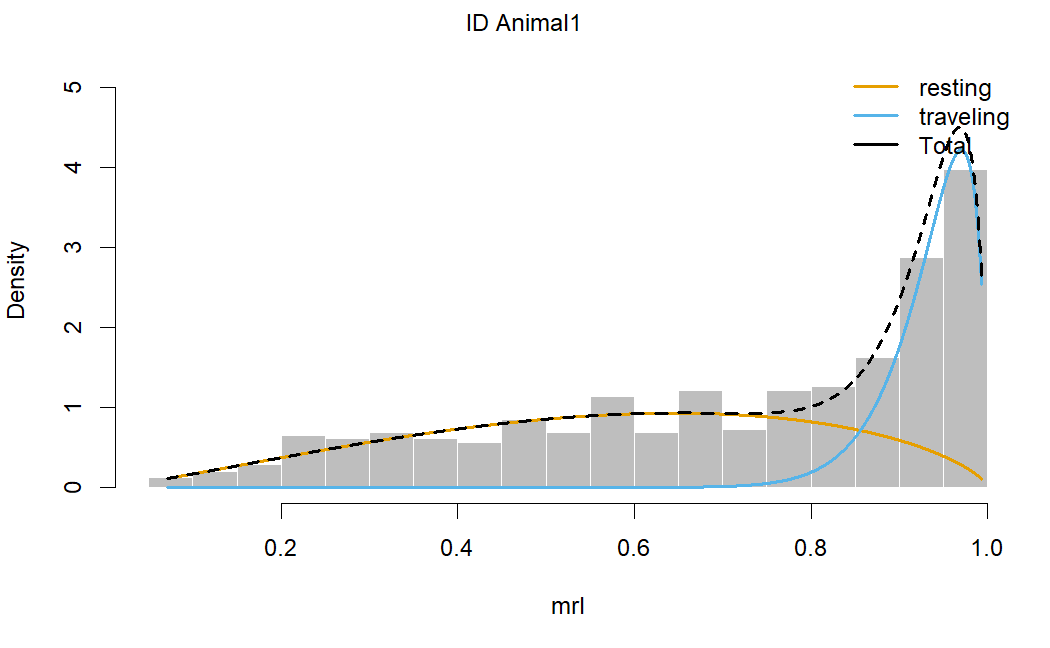 ID Animal1
resting
traveling
Total
Density
5
4
3
2
1
0
0.2 0.4 0.6 0.8 1.0
mrl